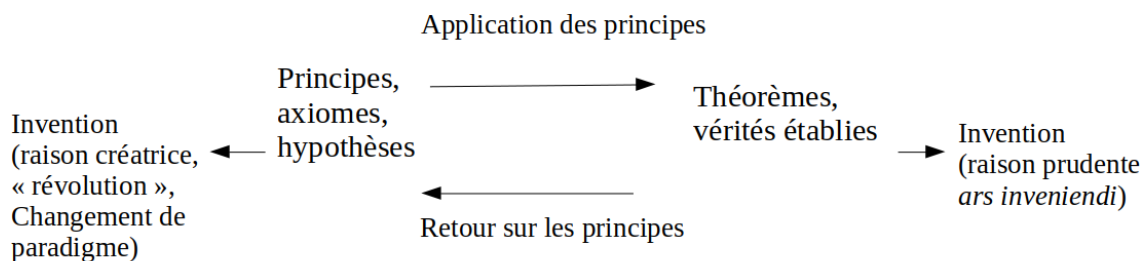 Application des principes
Principes,
axiomes,
hypothèses
Théorèmes,
vérités établies
Invention
(raison créatrice,
« révolution »,
Changement de
paradigme)
Invention
(raison prudente
ars inveniendi)
Retour sur les principes